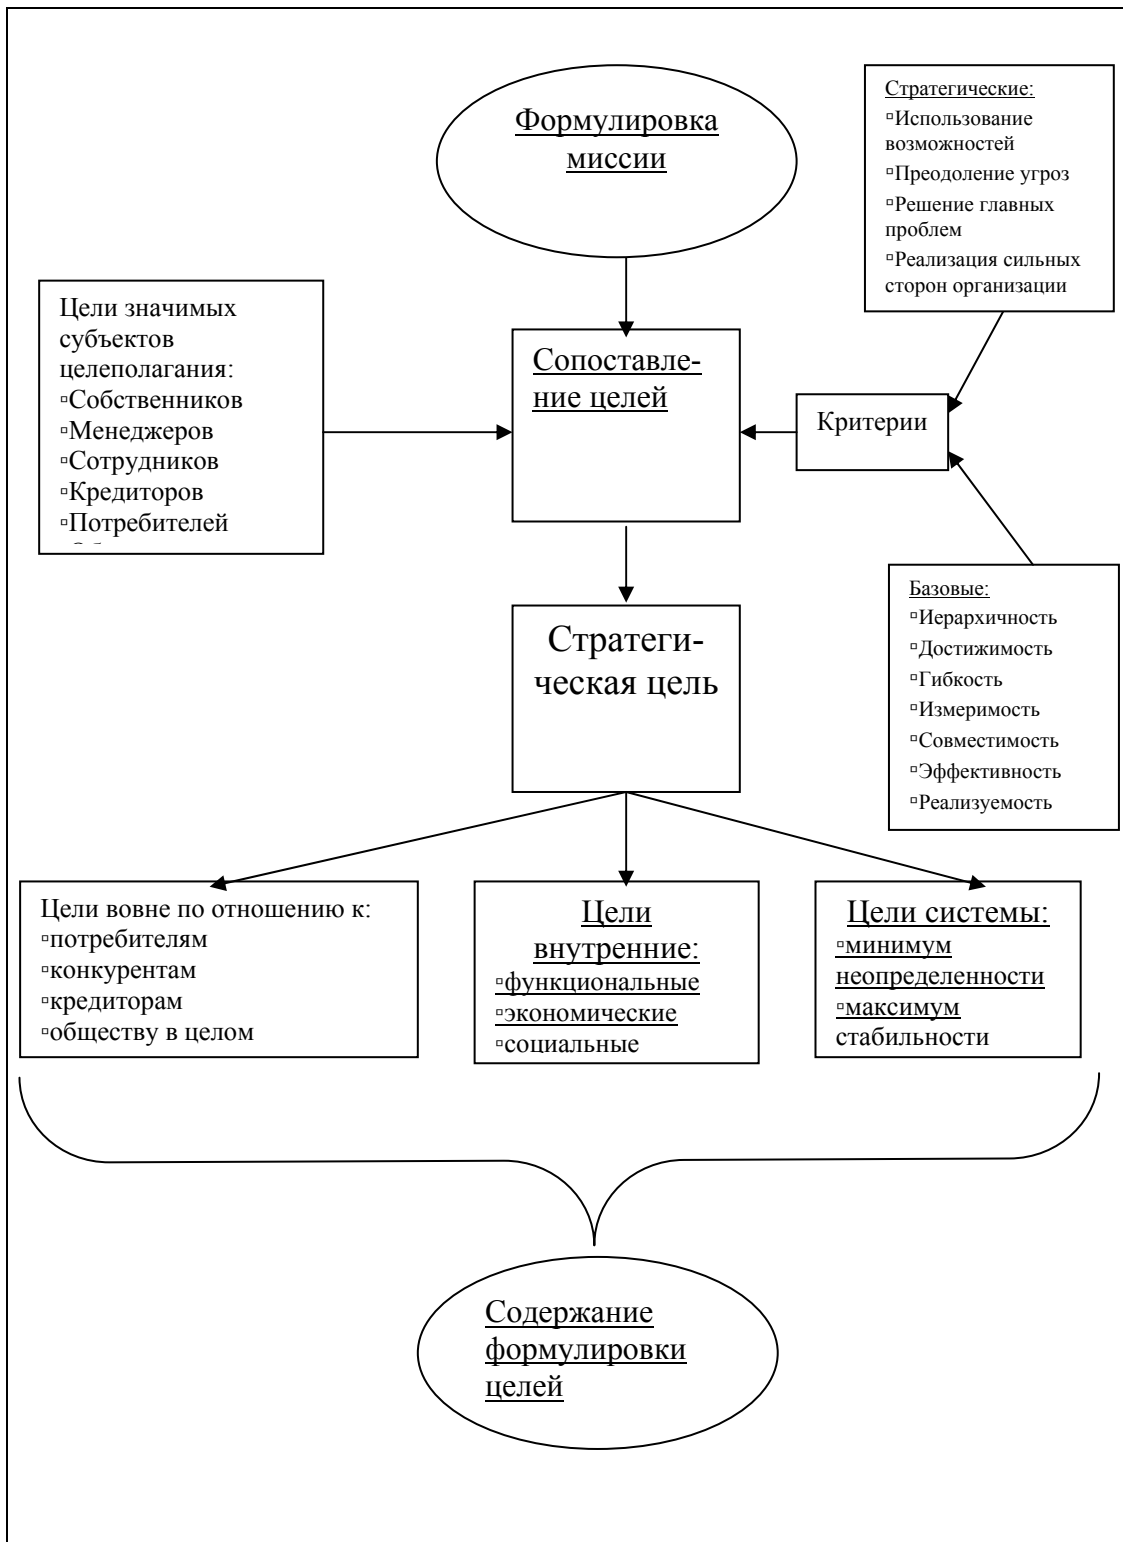 Формулировка
миссии
Стратегические:
▫Использование
возможностей
▫Преодоление угроз
▫Решение главных
проблем
▫Реализация сильных
сторон организации
Цели значимых
субъектов
целеполагания:
▫Собственников
▫Менеджеров
▫Сотрудников
▫Кредиторов
▫Потребителей
Сопоставле-
ние целей
Критерии
Стратеги-
ческая цель
Базовые:
▫Иерархичность
▫Достижимость
▫Гибкость
▫Измеримость
▫Совместимость
▫Эффективность
▫Реализуемость
Цели вовне по отношению к:
▫потребителям
▫конкурентам
▫кредиторам
▫обществу в целом
Цели
внутренние:
▫функциональные
▫экономические
▫социальные
Цели системы:
▫минимум
неопределенности
▫максимум
стабильности
Содержание
формулировки
целей